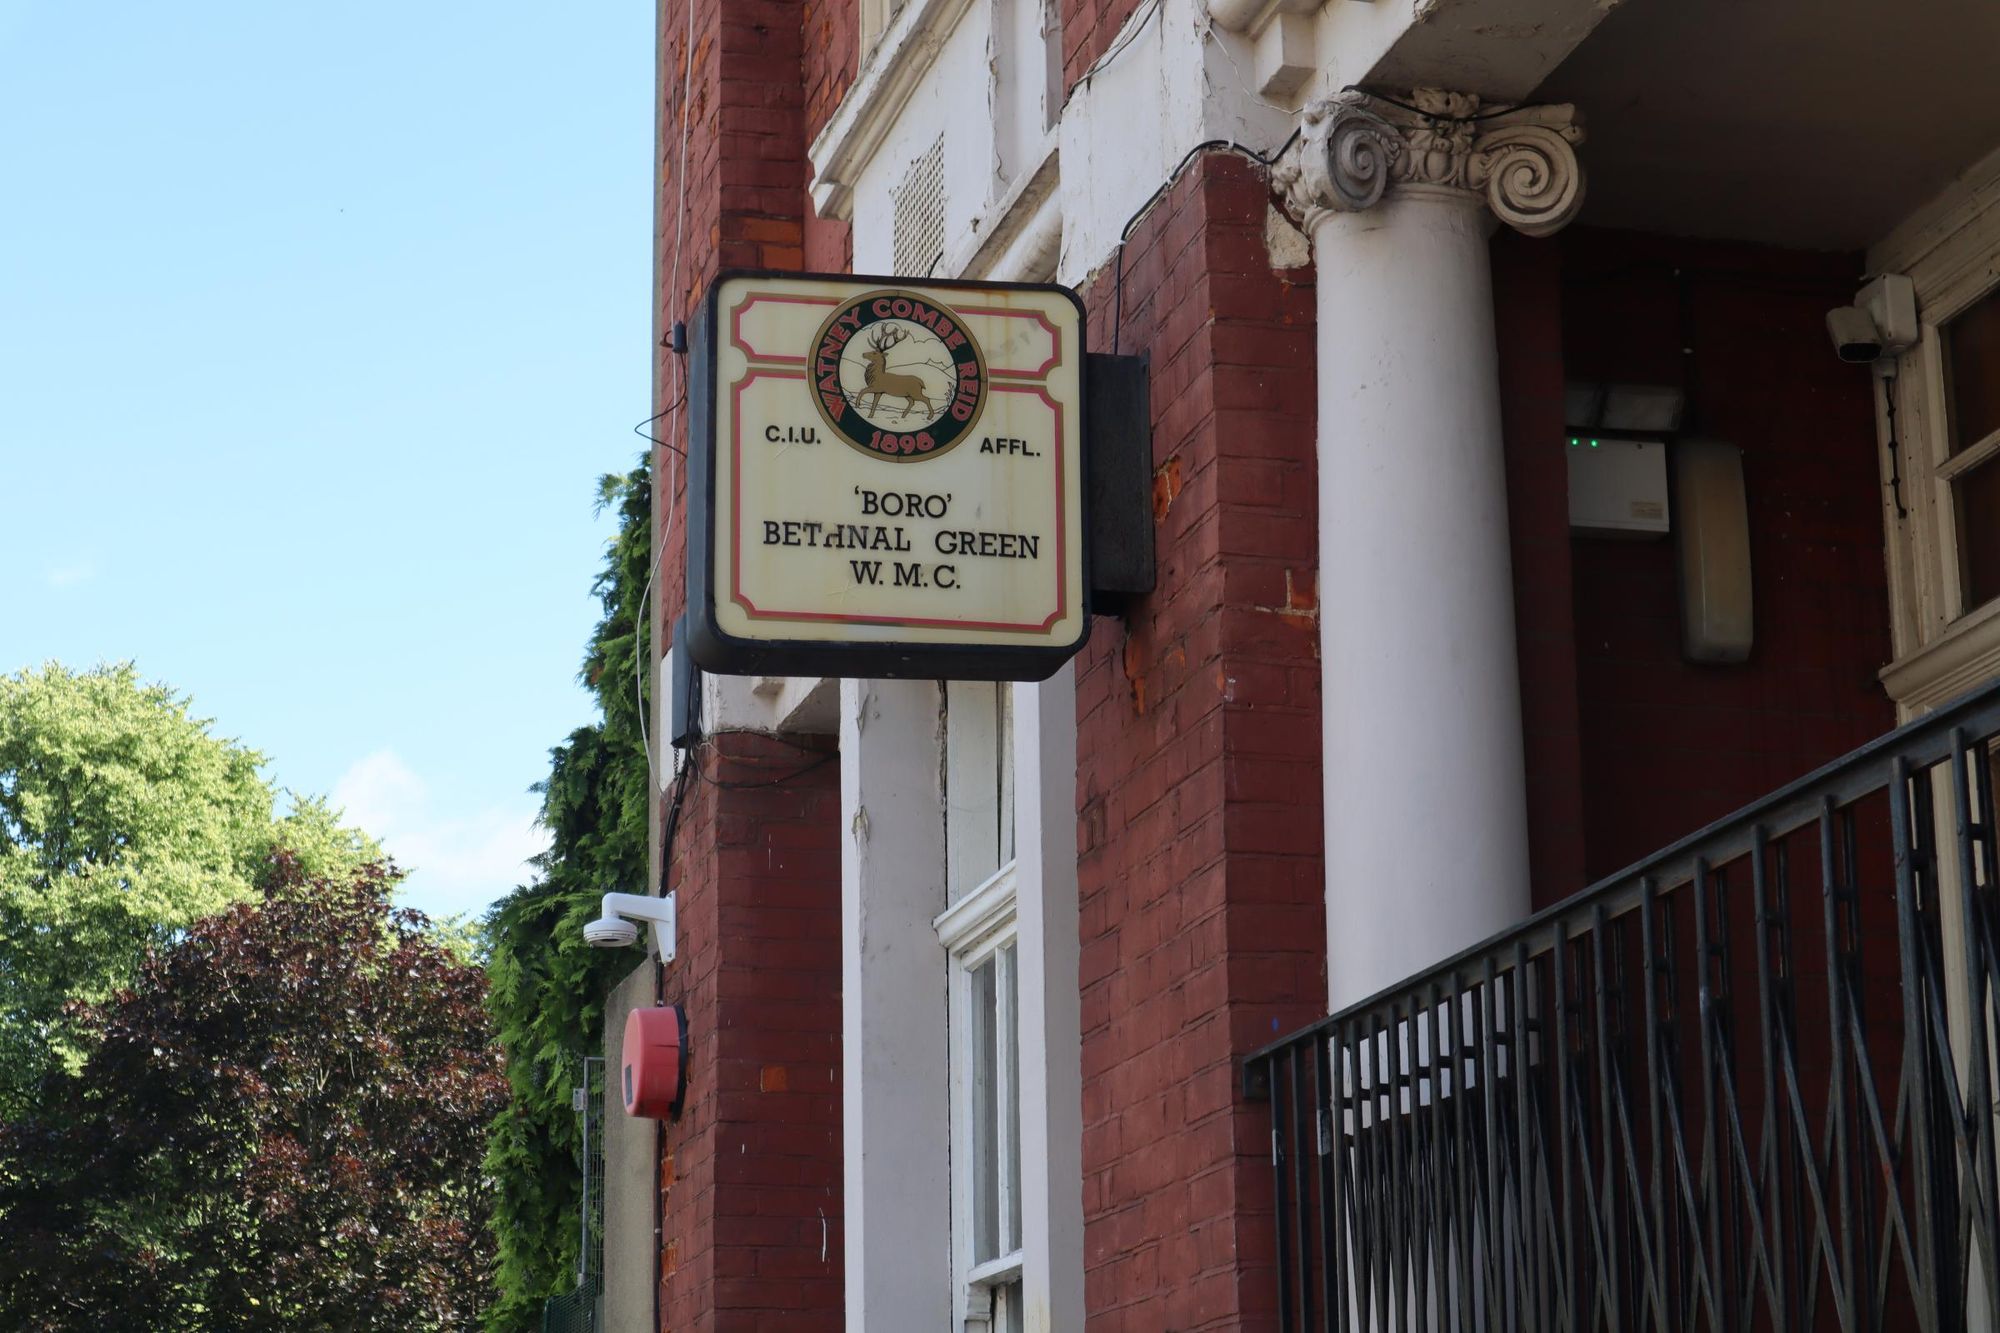 WATNEY COMBE REID
1898
C.I.U. AFFL.
'BORO'
BETHNAL GREEN
W.M.C.